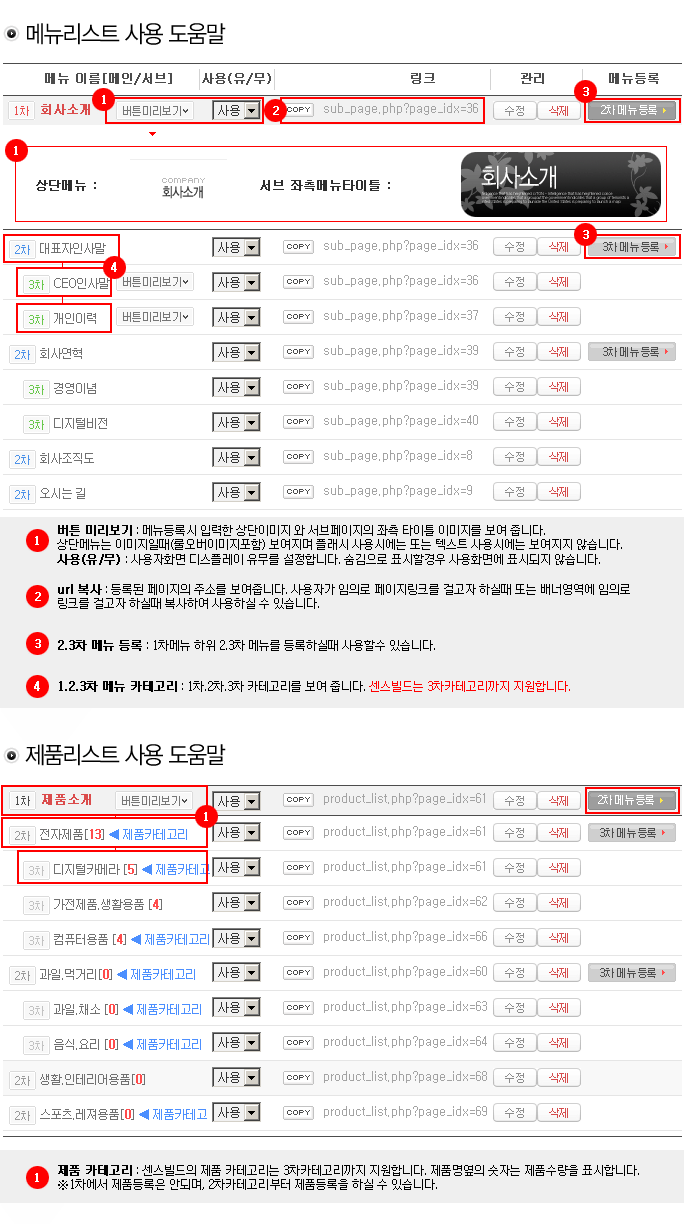 메뉴리스트 사용 도움말
메뉴 이름[메인/서브] 사용(유/무) 링크 관리 메뉴등록
1차 회사소개 1 버튼미리보기 사용 2 COPY sub_page.php?page_idx=36 수정 삭제 3 2차메뉴등록
1
상단메뉴 : COMPANY 회사소개 서브 좌측메뉴타이틀 : 회사소개
2차 대표자인사말 사용 COPY sub_page.php?page_idx=36 수정 삭제 3 3차메뉴등록
3차 CEO인사말 4 버튼미리보기 사용 COPY sub_page.php?page_idx=36 수정 삭제
3차 개인이력 버튼미리보기 사용 COPY sub_page.php?page_idx=37 수정 삭제
2차 회사연혁 사용 COPY sub_page.php?page_idx=39 수정 삭제 3차메뉴등록
3차 경영이념 사용 COPY sub_page.php?page_idx=39 수정 삭제
3차 디지털비전 사용 COPY sub_page.php?page_idx=40 수정 삭제
2차 회사조직도 사용 COPY sub_page.php?page_idx=8 수정 삭제
2차 오시는 길 사용 COPY sub_page.php?page_idx=9 수정 삭제
1 버튼 미리보기 : 메뉴등록시 입력한 상단이미지 와 서브페이지의 좌측 타이틀 이미지를 보여 줍니다.
상단메뉴는 이미지일때(롤오버이미지포함) 보여지며 플래시 사용시에는 또는 텍스트 사용시에는 보여지지 않습니다.
사용(유/무) : 사용자화면 디스플레이 유무를 설정합니다. 숨김으로 표시할경우 사용화면에 표시되지 않습니다.
2 url 복사 : 등록된 페이지의 주소를 보여줍니다. 사용자가 임의로 페이지링크를 걸고자 하실때 또는 배너영역에 임의로
링크를 걸고자 하실때 복사하여 사용하실 수 있습니다.
3 2.3차 메뉴 등록 : 1차메뉴 하위 2.3차 메뉴를 등록하실때 사용할수 있습니다.
4 1.2.3차 메뉴 카테고리 : 1차.2차.3차 카테고리를 보여 줍니다. 센스빌드는 3차카테고리까지 지원합니다.
제품리스트 사용 도움말
1차 제품소개 버튼미리보기 사용 COPY product_list.php?page_idx=61 수정 삭제 2차메뉴등록
1
2차 전자제품[13] ◀ 제품카테고리 사용 COPY product_list.php?page_idx=61 수정 삭제 3차메뉴등록
3차 디지털카메라 [5] ◀ 제품카테고 사용 COPY product_list.php?page_idx=61 수정 삭제
3차 가전제품.생활용품 [4] 사용 COPY product_list.php?page_idx=62 수정 삭제
3차 컴퓨터용품 [4] ◀ 제품카테고리 사용 COPY product_list.php?page_idx=66 수정 삭제
2차 과일.먹거리[0] ◀ 제품카테고리 사용 COPY product_list.php?page_idx=60 수정 삭제 3차메뉴등록
3차 과일.채소 [0] ◀ 제품카테고리 사용 COPY product_list.php?page_idx=63 수정 삭제
3차 음식.요리 [0] ◀ 제품카테고리 사용 COPY product_list.php?page_idx=64 수정 삭제
2차 생활.인테리어용품[0] 사용 COPY product_list.php?page_idx=68 수정 삭제
2차 스포츠.레져용품[0] ◀ 제품카테고 사용 COPY product_list.php?page_idx=69 수정 삭제
1 제품 카테고리 : 센스빌드의 제품 카테고리는 3차카테고리까지 지원합니다. 제품명옆의 숫자는 제품수량을 표시합니다.
※1차에서 제품등록은 안되며, 2차카테고리부터 제품등록을 하실 수 있습니다.